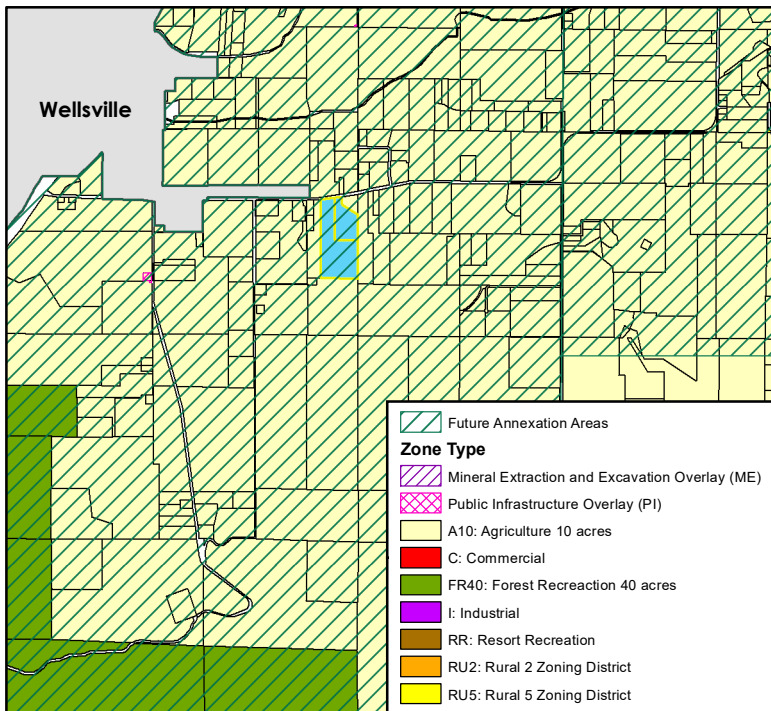 Wellsville
Future Annexation Areas
Zone Type
Mineral Extraction and Excavation Overlay (ME)
Public Infrastructure Overlay (PI)
A10: Agriculture 10 acres
C: Commercial
FR40: Forest Recreaction 40 acres
I: Industrial
RR: Resort Recreation
RU2: Rural 2 Zoning District
RU5: Rural 5 Zoning District